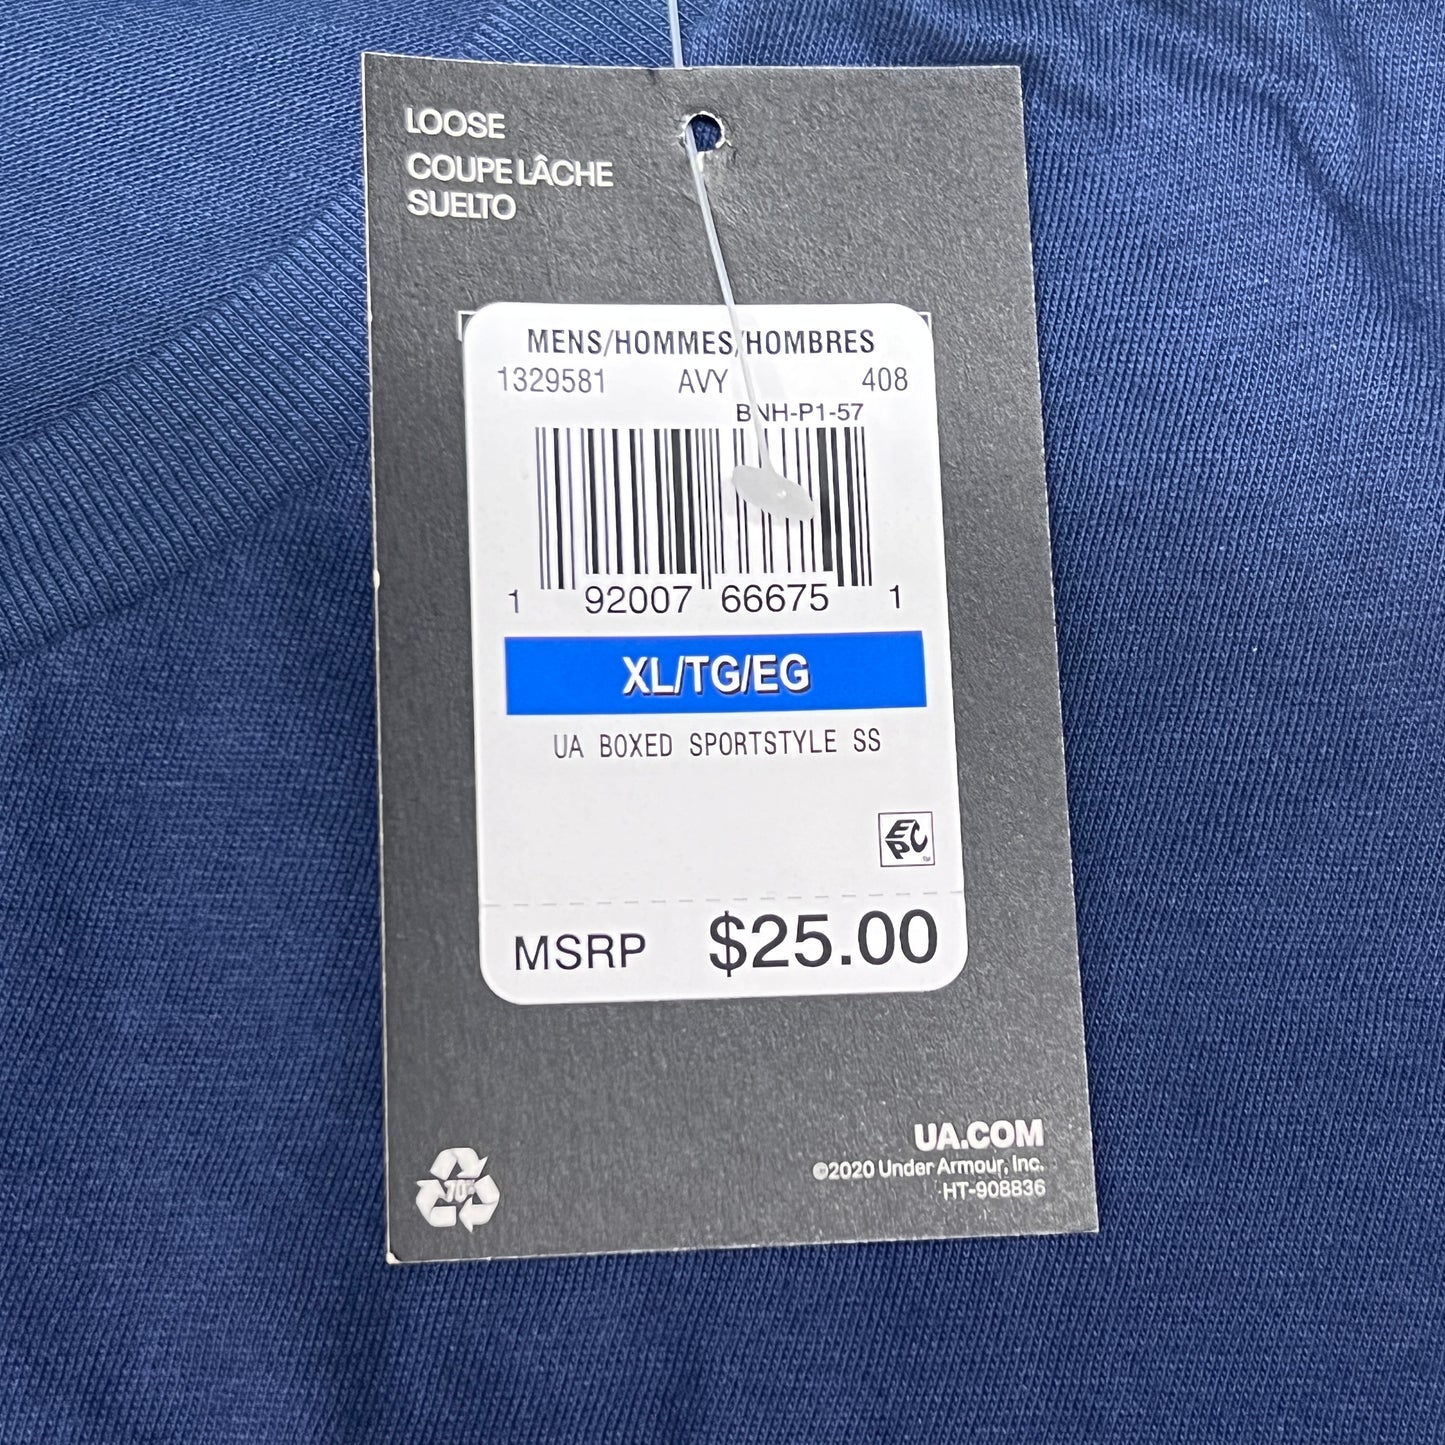 LOOSE
COUPE LÂCHE
SUELTO
MENS/HOMMES/HOMBRES
1329581 AVY 408
BNH-P1-57
1 92007 66675 1
XL/TG/EG
UA BOXED SPORTSTYLE SS
EPC
MSRP $25.00
UA.COM
©2020 Under Armour, Inc.
HT-908836